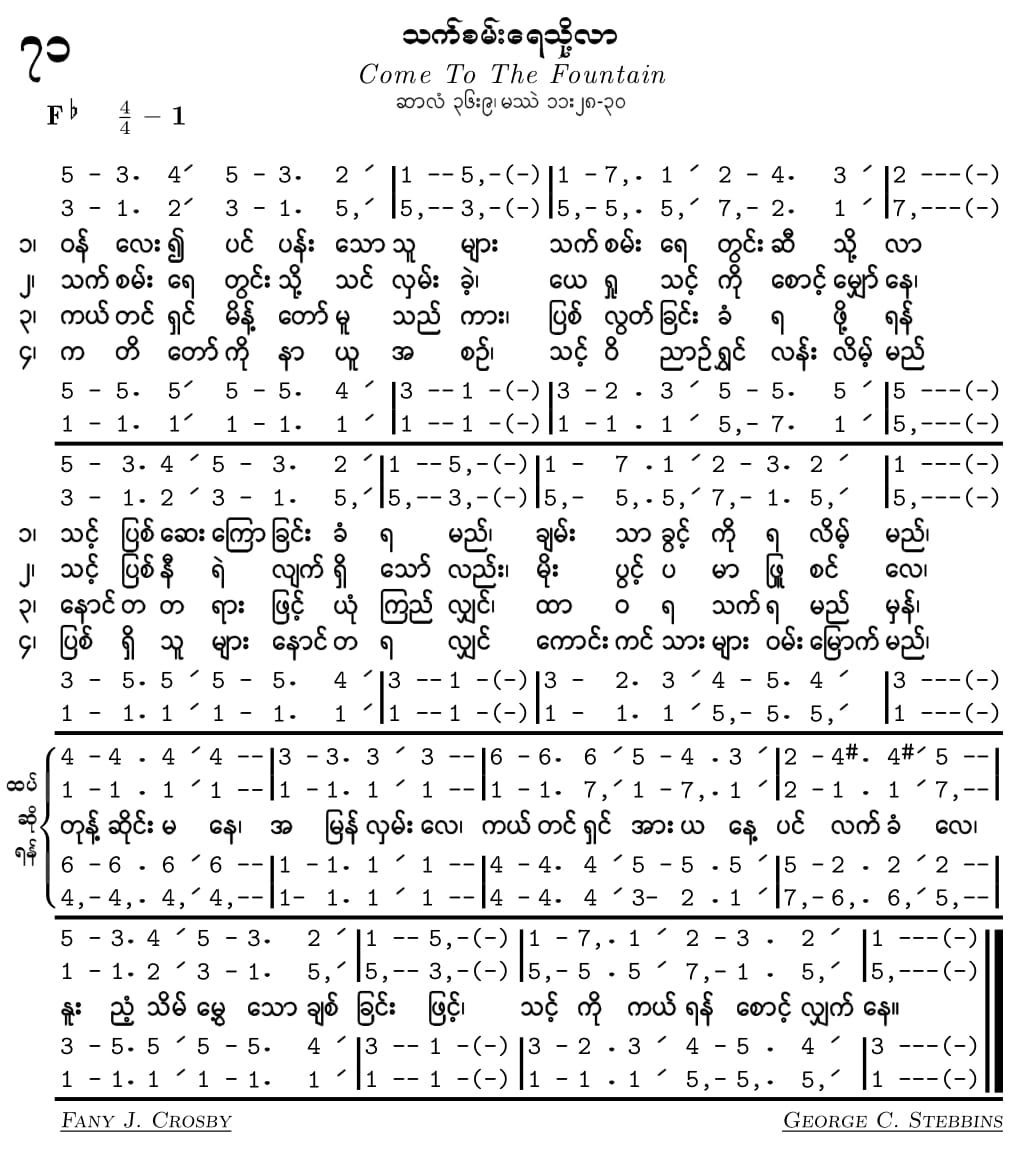 ၇၁
သက်စမ်းရေသို့လာ
Come To The Fountain
ဆာလံ ၃၆း၉၊ မဿဲ ၁၁း၂၈-၃၀
F♭ 4/4 – 1
5 - 3. 4ˊ 5 - 3. 2 ˊ |1 -- 5,-(-)|1 - 7,. 1 ˊ 2 - 4. 3 ˊ|2 ---(-)
3 - 1. 2ˊ 3 - 1. 5,ˊ|5,-- 3,-(-)|5,- 5,. 5,ˊ 7,- 2. 1 ˊ|7,---(-)
၁၊ ဝန် လေး ၍ ပင် ပန်း သော သူ များ သက် စမ်း ရေ တွင်း ဆီ သို့ လာ
၂၊ သက် စမ်း ရေ တွင်း သို့ သင် လှမ်း ခဲ့၊ ယေ ရှု သင့် ကို စောင့် မျှော် နေ၊
၃၊ ကယ် တင် ရှင် မိန့် တော် မူ သည် ကား၊ ပြစ် လွတ် ခြင်း ခံ ရ ဖို့ ရန်
၄၊ က တိ တော် ကို နာ ယူ အ စဉ်၊ သင့် ဝိ ညာဉ် ရွှင် လန်း လိမ့် မည်
5 - 5. 5ˊ 5 - 5. 4 ˊ |3 -- 1 -(-)|3 - 2 . 3 ˊ 5 - 5. 5 ˊ|5 ---(-)
1 - 1. 1ˊ 1 - 1. 1 ˊ |1 -- 1 -(-)|1 - 1 . 1 ˊ 5,- 7. 1 ˊ|5,---(-)
5 - 3. 4 ˊ 5 - 3. 2 ˊ|1 -- 5,-(-)|1 - 7 . 1 ˊ 2 - 3. 2 ˊ |1 ---(-)
3 - 1. 2 ˊ 3 - 1. 5,ˊ|5,-- 3,-(-)|5,- 5,. 5,ˊ 7,- 1. 5,ˊ |5,---(-)
၁၊ သင့် ပြစ် ဆေး ကြော ခြင်း ခံ ရ မည်၊ ချမ်း သာ ခွင့် ကို ရ လိမ့် မည်၊
၂၊ သင့် ပြစ် နီ ရဲ လျက် ရှိ သော် လည်း၊ မိုး ပွင့် ပ မာ ဖြူ စင် လေ၊
၃၊ နောင် တ တ ရား ဖြင့် ယုံ ကြည် လျှင်၊ ထာ ဝ ရ သက် ရ မည် မှန်၊
၄၊ ပြစ် ရှိ သူ များ နောင် တ ရ လျှင် ကောင်း ကင် သား များ ဝမ်း မြောက် မည်၊
3 - 5. 5 ˊ 5 - 5. 4 ˊ|3 -- 1 -(-)|3 - 2. 3 ˊ 4 - 5. 4 ˊ |3 ---(-)
1 - 1. 1 ˊ 1 - 1. 1 ˊ|1 -- 1 -(-)|1 - 1. 1 ˊ 5,- 5. 5,ˊ |1 ---(-)
ထပ် ဆို ရန်
4 - 4 . 4 ˊ 4 --|3 - 3. 3 ˊ 3 --|6 - 6. 6 ˊ 5 - 4 . 3 ˊ|2 - 4#. 4#ˊ 5 --|
1 - 1 . 1 ˊ 1 --|1 - 1. 1 ˊ 1 --|1 - 1. 7,ˊ 1 - 7,. 1 ˊ|2 - 1 . 1 ˊ 7,--|
တုန့် ဆိုင်း မ နေ၊ အ မြန် လှမ်း လေ၊ ကယ် တင် ရှင် အား ယ နေ့ ပင် လက် ခံ လေ၊
6 - 6 . 6 ˊ 6 --|1 - 1. 1 ˊ 1 --|4 - 4. 4 ˊ 5 - 5 . 5 ˊ|5 - 2 . 2 ˊ 2 --|
4,- 4,. 4,ˊ 4,--|1- 1. 1 ˊ 1 --|4 - 4. 4 ˊ 3- 2 . 1 ˊ|7,- 6,. 6,ˊ 5,--|
5 - 3. 4 ˊ 5 - 3. 2 ˊ|1 -- 5,-(-)|1 - 7,. 1 ˊ 2 - 3 . 2 ˊ |1 ---(-)
1 - 1. 2 ˊ 3 - 1. 5,ˊ|5,-- 3,-(-)|5,- 5 . 5 ˊ 7,- 1 . 5,ˊ |5,---(-)
နူး ညံ့ သိမ် မွေ့ သော ချစ် ခြင်း ဖြင့်၊ သင့် ကို ကယ် ရန် စောင့် လျှက် နေ။
3 - 5. 5 ˊ 5 - 5. 4 ˊ|3 -- 1 -(-)|3 - 2 . 3 ˊ 4 - 5 . 4 ˊ |3 ---(-)
1 - 1. 1 ˊ 1 - 1. 1 ˊ|1 -- 1 -(-)|1 - 1 . 1 ˊ 5,- 5,. 5,ˊ |1 ---(-)
FANY J. CROSBY
GEORGE C. STEBBINS